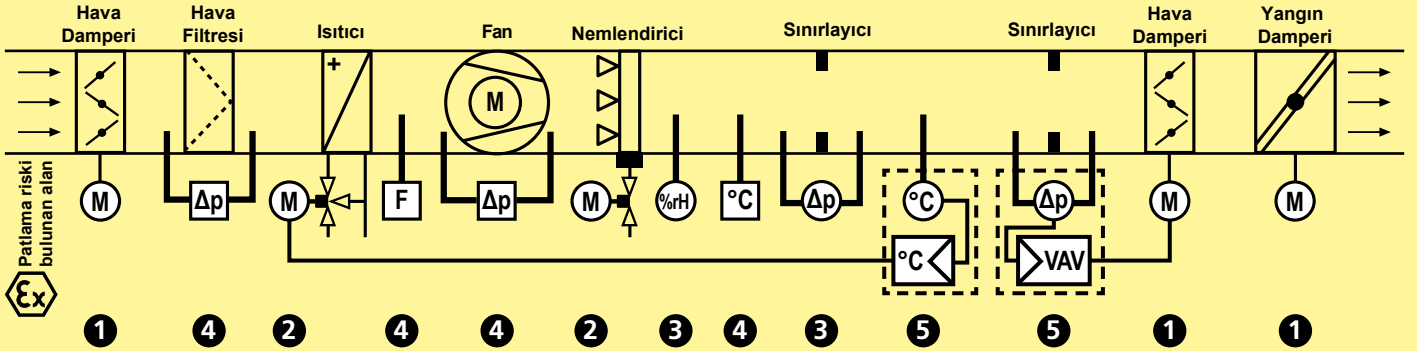 Hava
Damperi
Hava
Filtresi
Isıtıcı
Fan
Nemlendirici
Sınırlayıcı
Sınırlayıcı
Hava
Damperi
Yangın
Damperi
+
M
Patlama riski
bulunan alan
Ex
M
Δp
M
F
Δp
M
%rH
°C
Δp
°C
Δp
M
M
°C
VAV
1
4
2
4
4
2
3
4
3
5
5
1
1